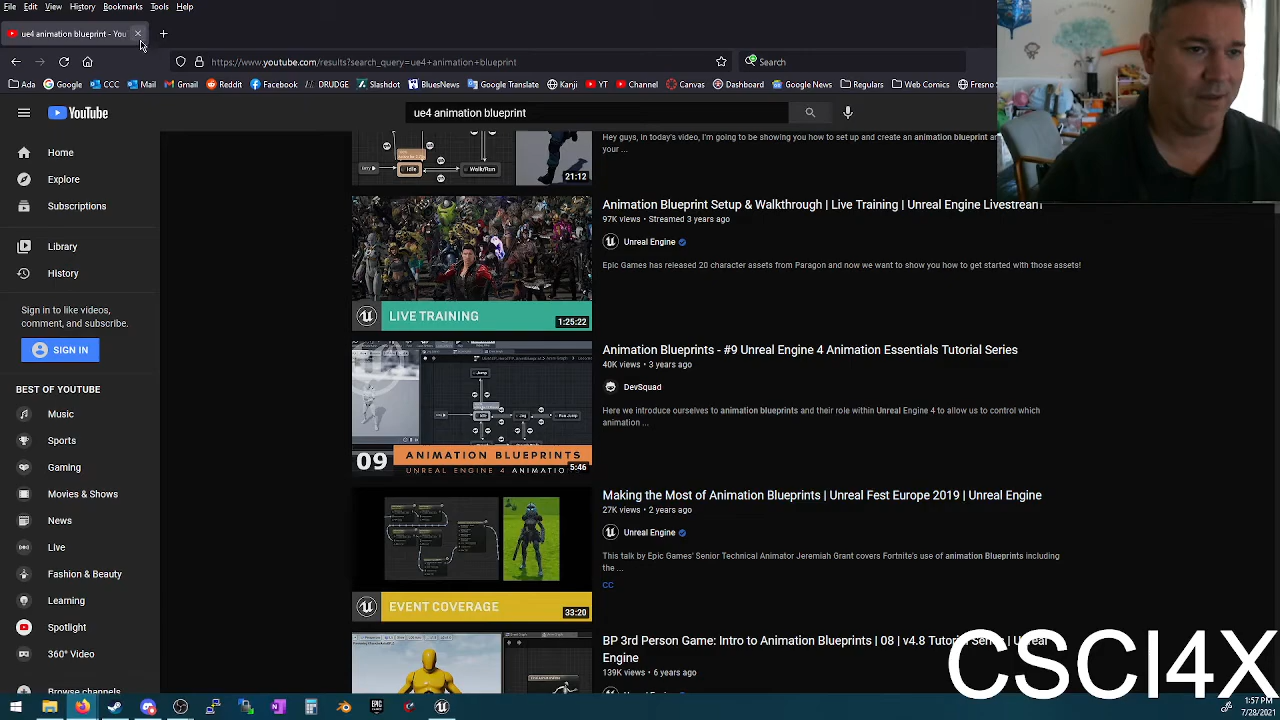 File Edit View History Bookmarks Tools Help
ue4 animation blueprint - You
https://www.youtube.com/results?search_query=ue4+animation+blueprint
Search
Ada Google CCC Mail Gmail Reddit Facebook DRUDGE Slashdot BluesNews Google Translate Kanji YT Channel Canvas Dashboard Google Rectaurs Web Comics Fresno S
YouTube
ue4 animation blueprint
Home
Explore
Subscriptions
Library
History
Sign in to like videos,
comment, and subscribe.
SIGN IN
BEST OF YOUTUBE
Music
Sports
Gaming
Movies & Shows
News
Live
Fashion & Beauty
Learning
Spotlight
360° Video
Browse channels
Idle
Walk/Run
21:12
Hey guys, in today's video, I'm going to be showing you how to set up and create an animation blueprint
your ...
LIVE TRAINING
1:25:22
Animation Blueprint Setup & Walkthrough | Live Training | Unreal Engine Livestream
97K views • Streamed 3 years ago
Unreal Engine
Epic Games has released 20 character assets from Paragon and now we want to show you how to get started with those assets!
Jump
Idle
Jog
Run Jump
09
ANIMATION BLUEPRINTS
UNREAL ENGINE 4 ANIMATIO
5:46
Animation Blueprints - #9 Unreal Engine 4 Animation Essentials Tutorial Series
40K views • 3 years ago
DevSquad
Here we introduce ourselves to animation blueprints and their role within Unreal Engine 4 to allow us to control which
animation ...
EVENT COVERAGE
33:20
Making the Most of Animation Blueprints | Unreal Fest Europe 2019 | Unreal Engine
27K views • 2 years ago
Unreal Engine
This talk by Epic Games' Senior Technical Animator Jeremiah Grant covers Fortnite's use of animation Blueprints including
the ...
CC
BP 3rd Person Game: Intro to Animation Blueprints | 08 | v4.8 Tutorial Series | Unreal
Engine
139K views • 6 years ago
CSCI4X
1:57 PM
7/28/2021